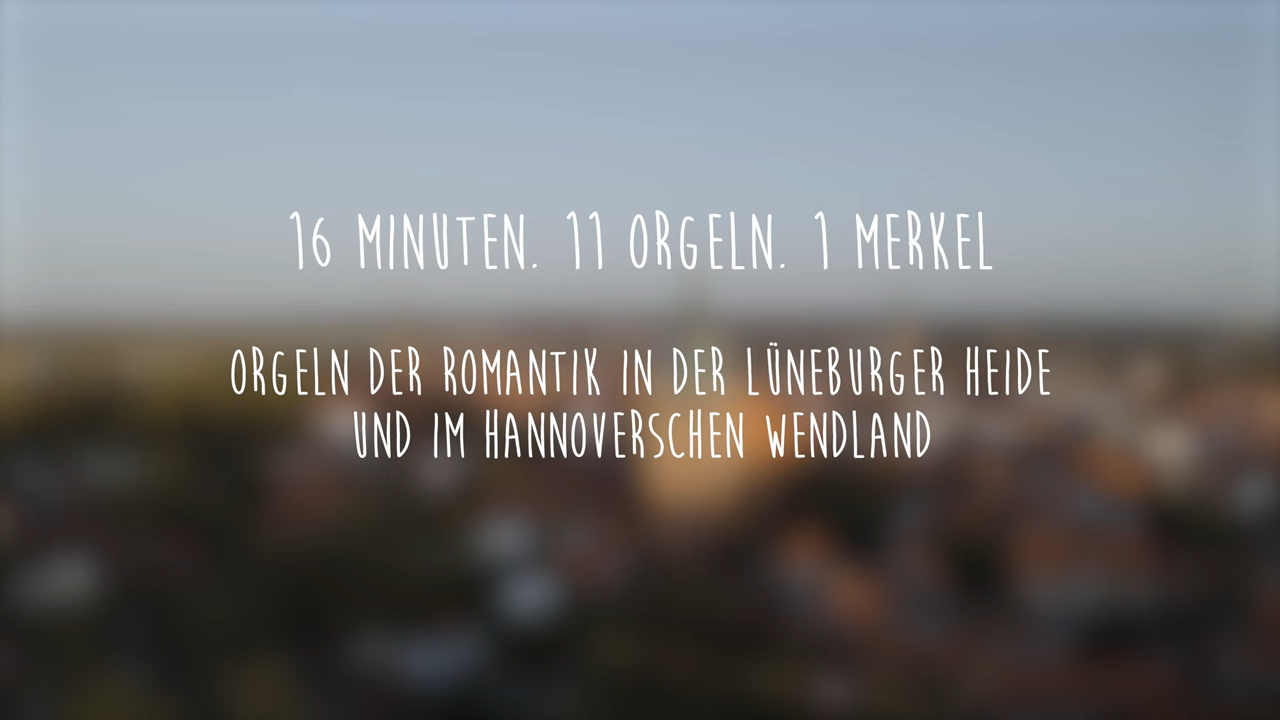 16 MINUTEN. 11 ORGELN. 1 MERKEL
ORGELN DER ROMANTIK IN DER LÜNEBURGER HEIDE
UND IM HANNOVERSCHEN WENDLAND